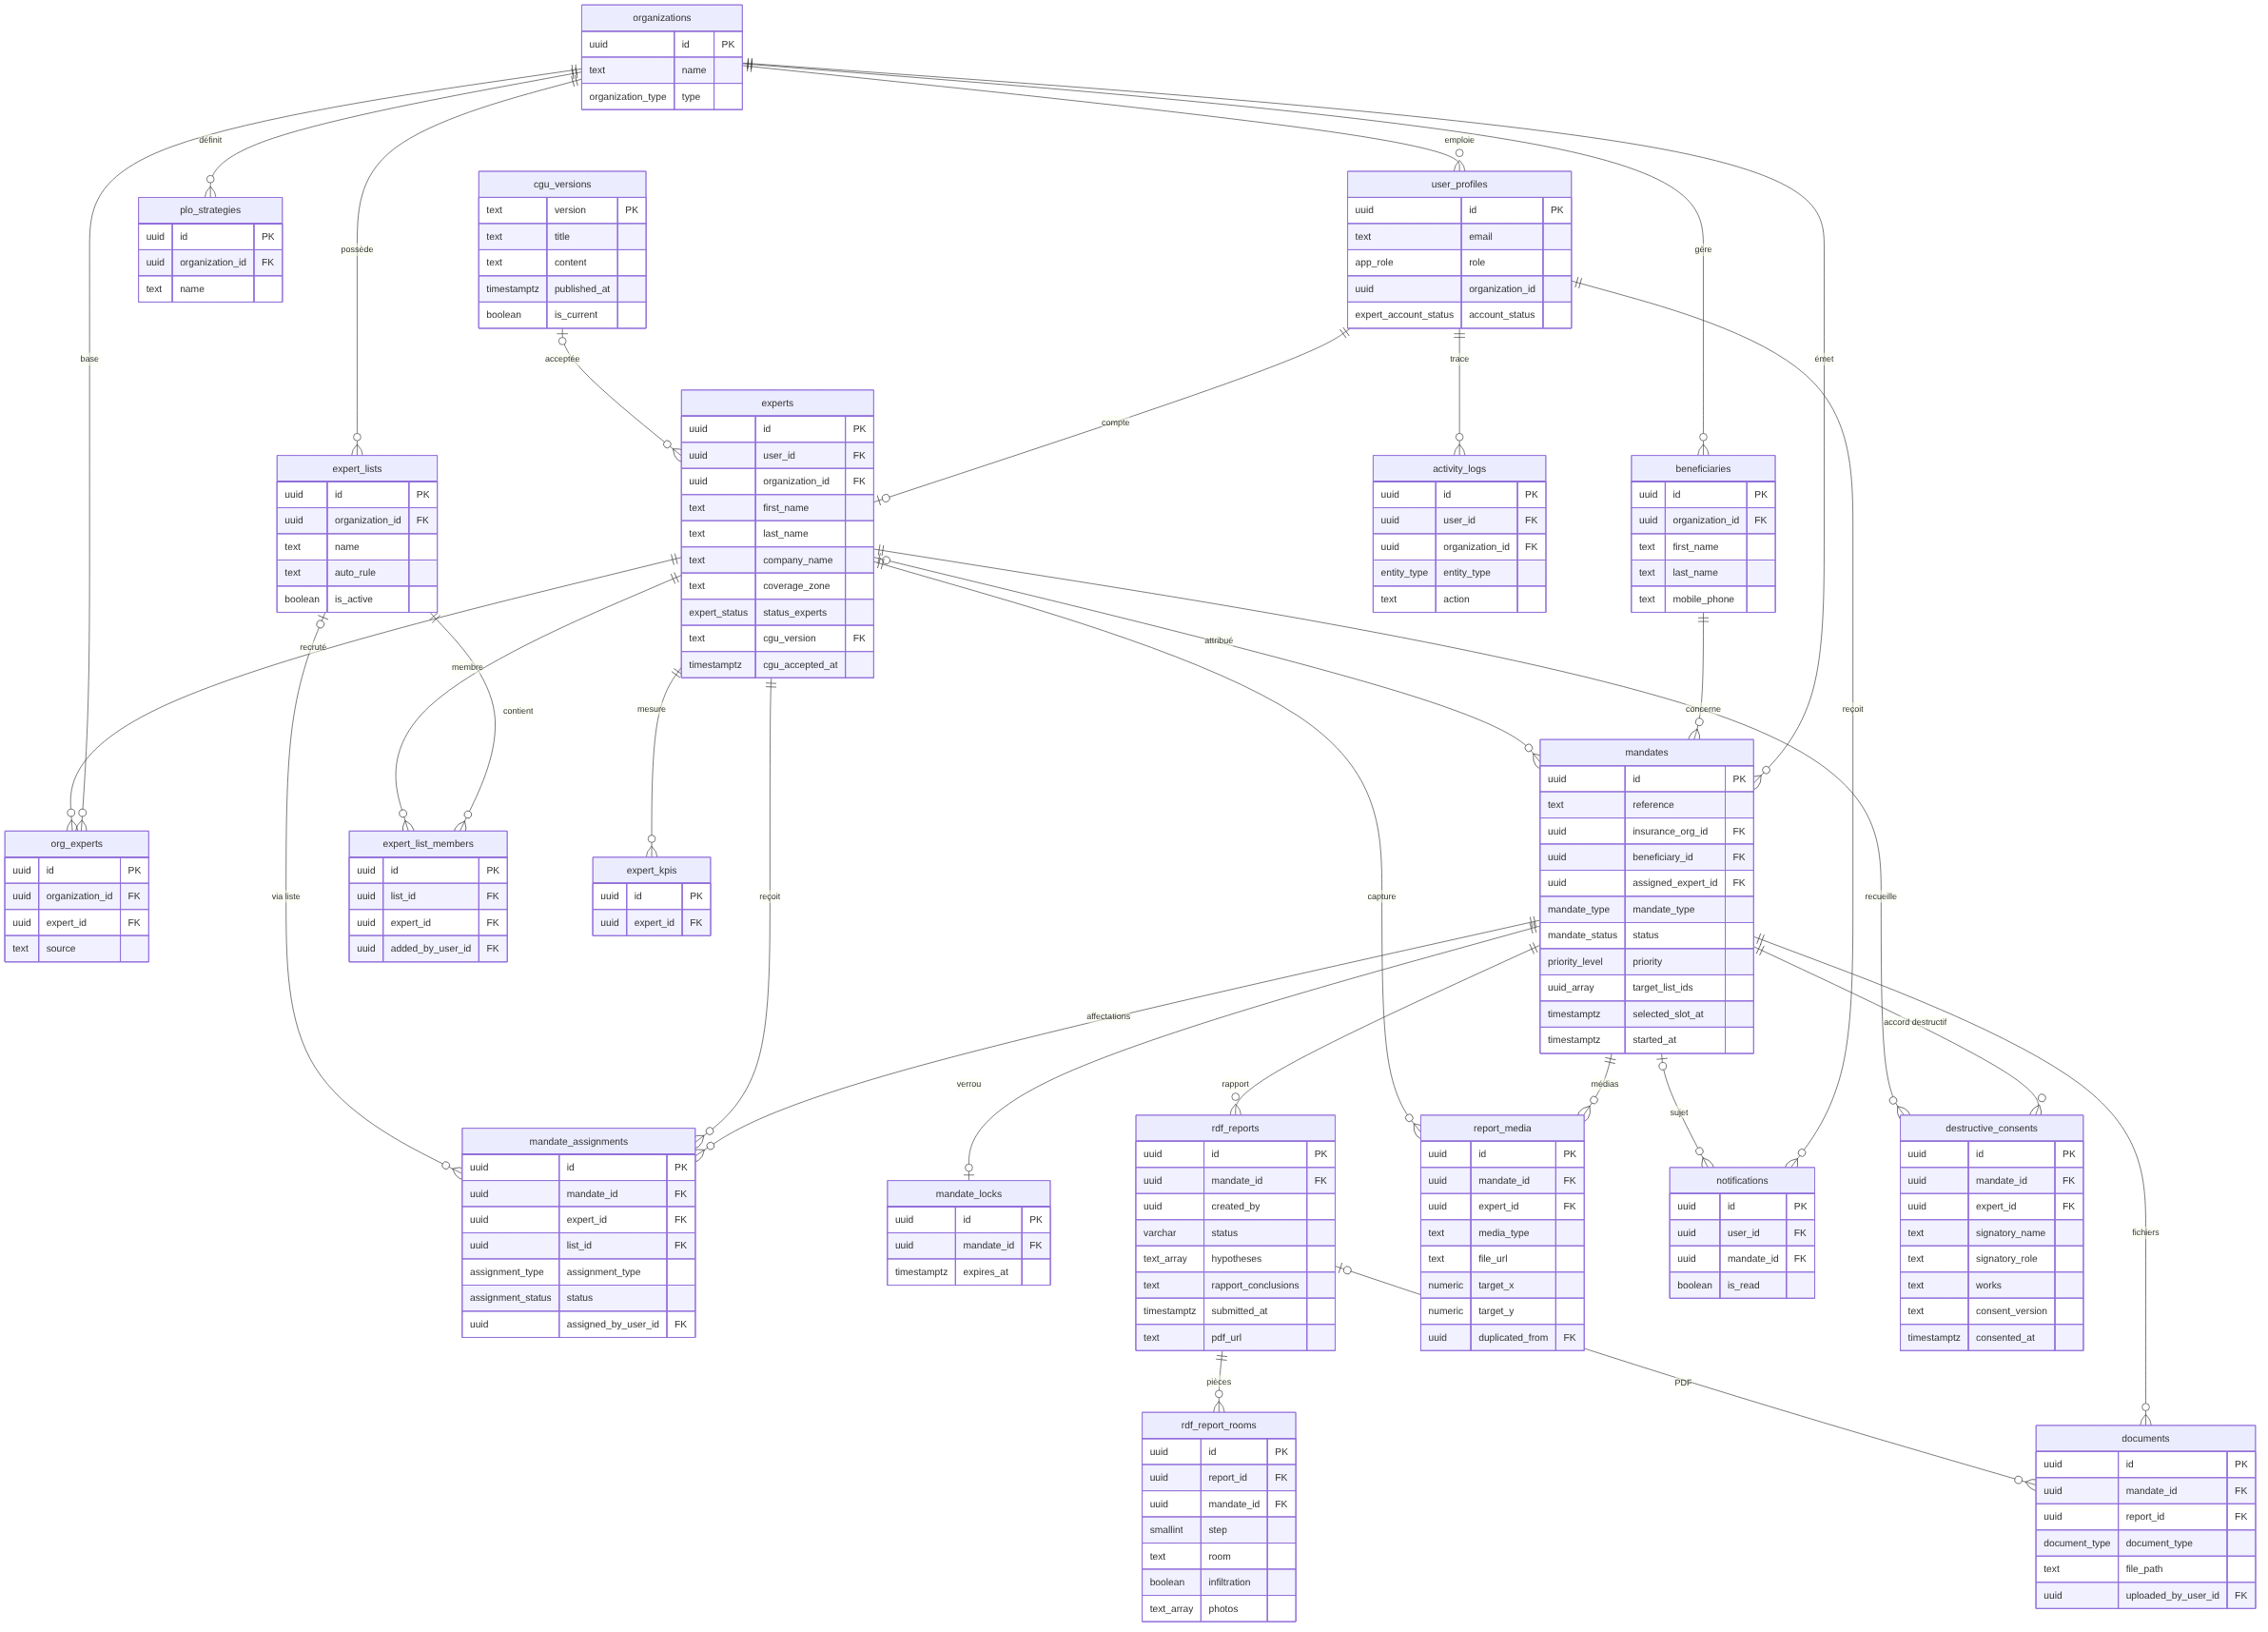 organizations
uuid id PK
text name
organization_type type
définit
emploie
plo_strategies
uuid id PK
uuid organization_id FK
text name
cgu_versions
text version PK
text title
text content
timestamptz published_at
boolean is_current
user_profiles
uuid id PK
text email
app_role role
uuid organization_id
expert_account_status account_status
possède
gère
base
acceptée
trace
émet
compte
experts
uuid id PK
uuid user_id FK
uuid organization_id FK
text first_name
text last_name
text company_name
text coverage_zone
expert_status status_experts
text cgu_version FK
timestamptz cgu_accepted_at
expert_lists
uuid id PK
uuid organization_id FK
text name
text auto_rule
boolean is_active
activity_logs
uuid id PK
uuid user_id FK
uuid organization_id FK
entity_type entity_type
text action
beneficiaries
uuid id PK
uuid organization_id FK
text first_name
text last_name
text mobile_phone
recruté
membre
attribué
contient
mesure
concerne
reçoit
mandates
uuid id PK
text reference
uuid insurance_org_id FK
uuid beneficiary_id FK
uuid assigned_expert_id FK
mandate_type mandate_type
mandate_status status
priority_level priority
uuid_array target_list_ids
timestamptz selected_slot_at
timestamptz started_at
org_experts
uuid id PK
uuid organization_id FK
uuid expert_id FK
text source
expert_list_members
uuid id PK
uuid list_id FK
uuid expert_id FK
uuid added_by_user_id FK
expert_kpis
uuid id PK
uuid expert_id FK
via liste
reçoit
capture
recueille
affectations
accord destructif
verrou
rapport
médias
sujet
fichiers
mandate_assignments
uuid id PK
uuid mandate_id FK
uuid expert_id FK
uuid list_id FK
assignment_type assignment_type
assignment_status status
uuid assigned_by_user_id FK
mandate_locks
uuid id PK
uuid mandate_id FK
timestamptz expires_at
rdf_reports
uuid id PK
uuid mandate_id FK
uuid created_by
varchar status
text_array hypotheses
text rapport_conclusions
timestamptz submitted_at
text pdf_url
report_media
uuid id PK
uuid mandate_id FK
uuid expert_id FK
text media_type
text file_url
numeric target_x
numeric target_y
uuid duplicated_from FK
notifications
uuid id PK
uuid user_id FK
uuid mandate_id FK
boolean is_read
destructive_consents
uuid id PK
uuid mandate_id FK
uuid expert_id FK
text signatory_name
text signatory_role
text works
text consent_version
timestamptz consented_at
pièces
PDF
rdf_report_rooms
uuid id PK
uuid report_id FK
uuid mandate_id FK
smallint step
text room
boolean infiltration
text_array photos
documents
uuid id PK
uuid mandate_id FK
uuid report_id FK
document_type document_type
text file_path
uuid uploaded_by_user_id FK